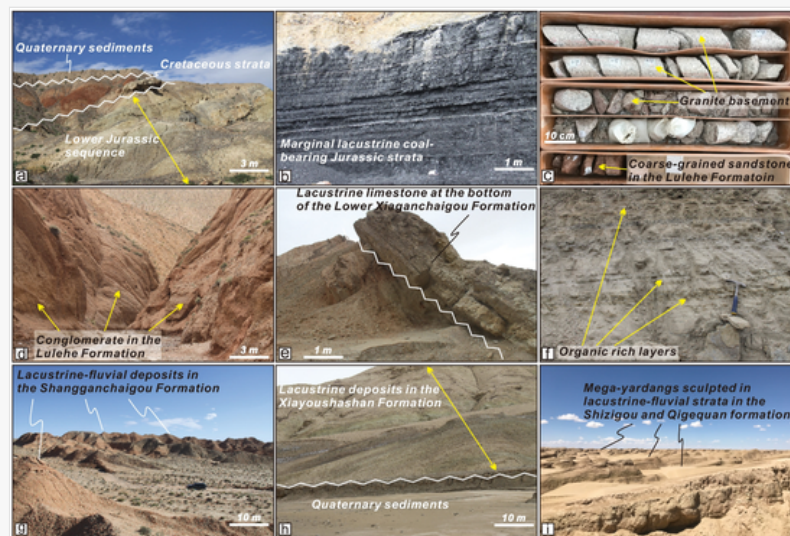 Quaternary sediments
Cretaceous strata
Lower Jurassic
sequence
3 m
a
Marginal lacustrine coal-
bearing Jurassic strata
1 m
b
Granite basement
10 cm
Coarse-grained sandstone
in the Lulehe Formatoin
c
Conglomerate in the
Lulehe Formation
3 m
d
Lacustrine limestone at the bottom
of the Lower Xiaganchaigou Formation
1 m
e
Organic rich layers
f
Lacustrine-fluvial deposits in
the Shangganchaigou Formation
10 m
g
Lacustrine deposits in the
Xiayoushashan Formation
Quaternary sediments
10 m
h
Mega-yardangs sculpted in
lacustrine-fluvial strata in the
Shizigou and Qigequan formation
i